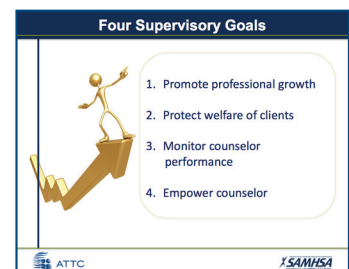 Four Supervisory Goals
1. Promote professional growth
2. Protect welfare of clients
3. Monitor counselor
performance
4. Empower counselor
ATTC
SAMHSA